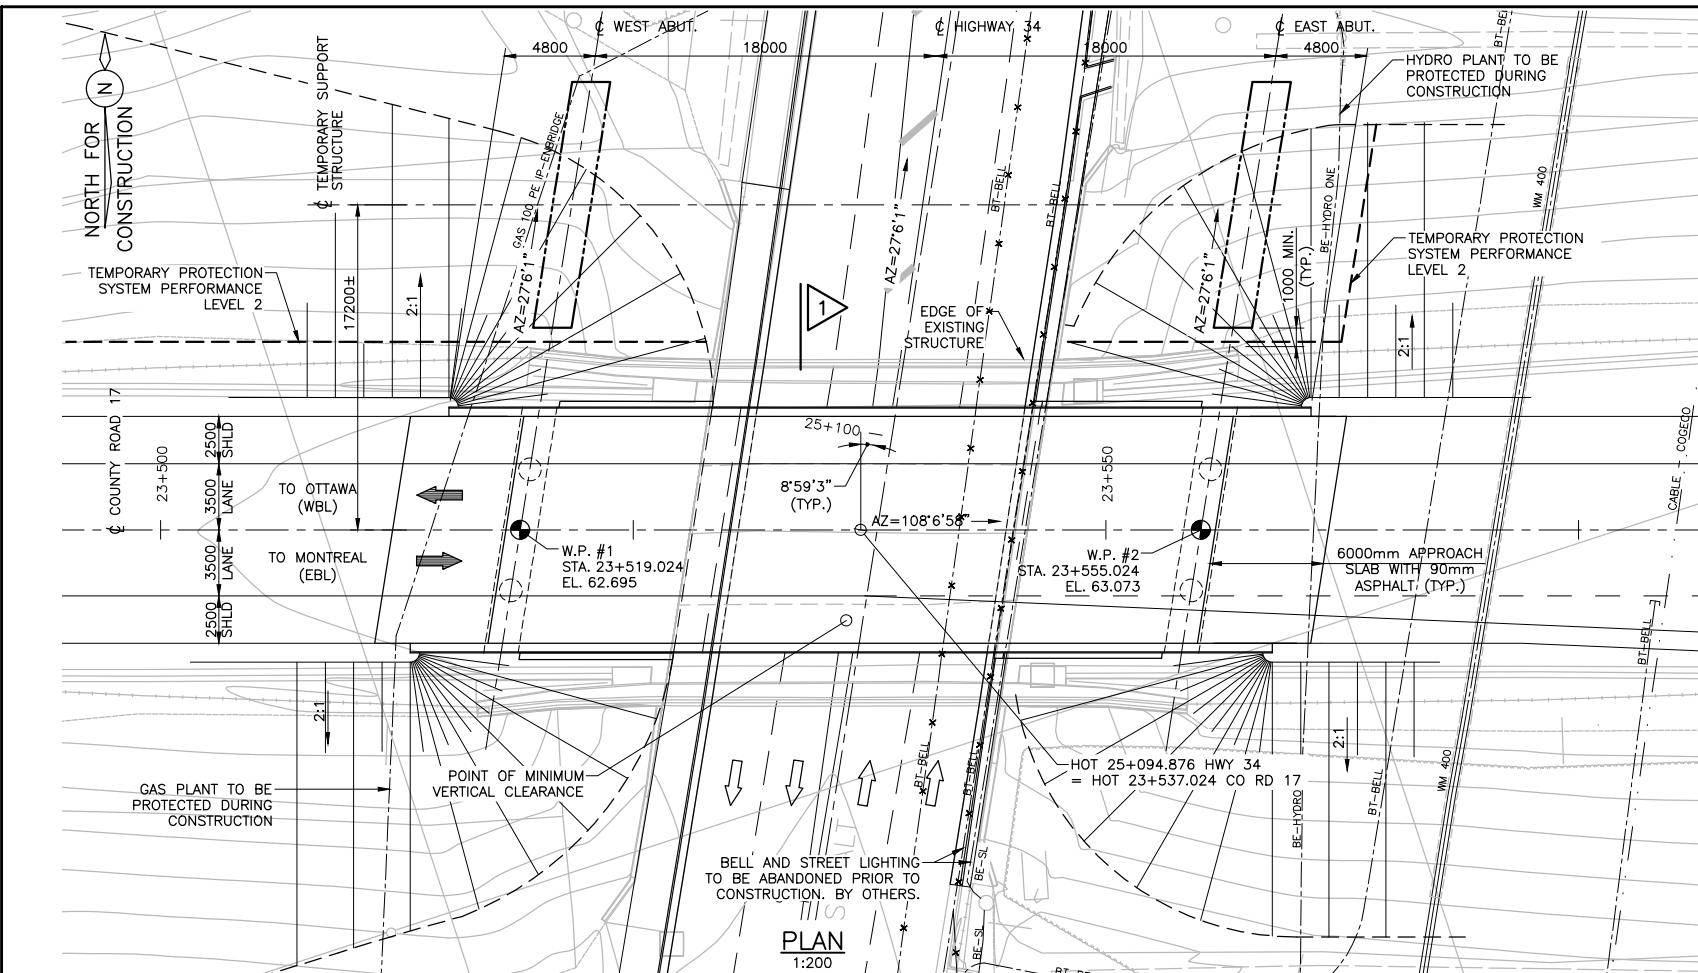 ℄ WEST ABUT.
℄ HIGHWAY 34
℄ EAST ABUT.
4800
18000
18000
4800
BT-BELL
HYDRO PLANT TO BE
PROTECTED DURING
CONSTRUCTION
N
NORTH FOR
CONSTRUCTION
℄ TEMPORARY SUPPORT
STRUCTURE
GAS 100 PE IP-ENBRIDGE
AZ=27°6'1"
AZ=27°6'1"
BT-BELL
BT-BELL
AZ=27°6'1"
1000 MIN.
(TYP.)
BE-HYDRO ONE
WM 400
TEMPORARY PROTECTION
SYSTEM PERFORMANCE
LEVEL 2
TEMPORARY PROTECTION
SYSTEM PERFORMANCE
LEVEL 2
17200±
2:1
1
EDGE OF
EXISTING
STRUCTURE
2:1
℄ COUNTY ROAD 17
23+500
2500
SHLD
3500
LANE
3500
LANE
2500
SHLD
TO OTTAWA
(WBL)
TO MONTREAL
(EBL)
25+100
8°59'3"
(TYP.)
AZ=108°6'58"
23+550
CABLE-COGECO
W.P. #1
STA. 23+519.024
EL. 62.695
W.P. #2
STA. 23+555.024
EL. 63.073
6000mm APPROACH
SLAB WITH 90mm
ASPHALT (TYP.)
BT-BELL
2:1
2:1
GAS PLANT TO BE
PROTECTED DURING
CONSTRUCTION
POINT OF MINIMUM
VERTICAL CLEARANCE
BT-BELL
BT-BELL
HOT 25+094.876 HWY 34
= HOT 23+537.024 CO RD 17
BE-HYDRO
BT-BELL
WM 400
BELL AND STREET LIGHTING
TO BE ABANDONED PRIOR TO
CONSTRUCTION. BY OTHERS.
BE-SL
BE-SL
PLAN
1:200